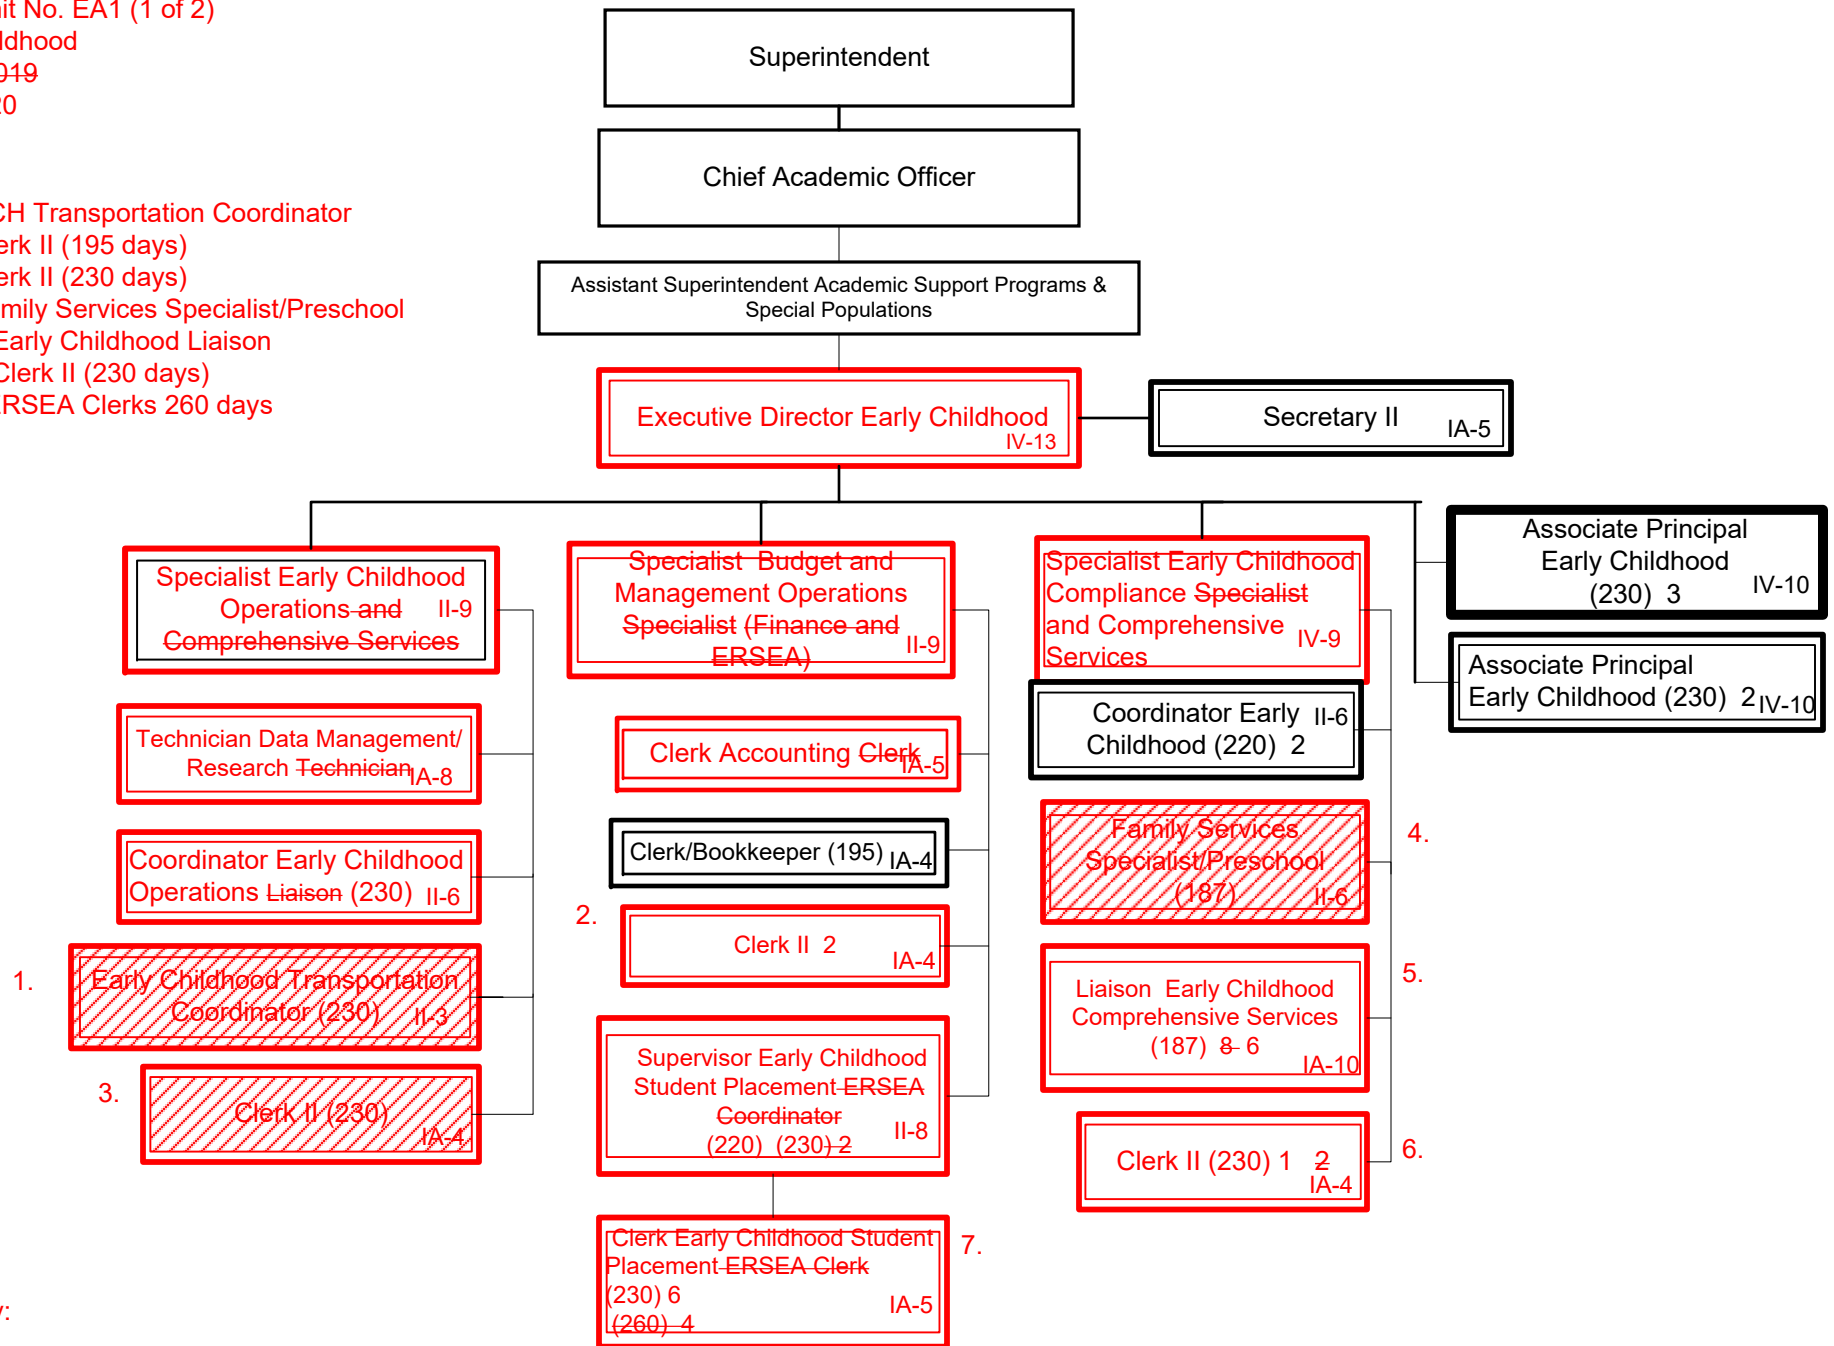 it No. EA1 (1 of 2)
ldhood
019
20
CH Transportation Coordinator
erk II (195 days)
erk II (230 days)
mily Services Specialist/Preschool
Early Childhood Liaison
Clerk II (230 days)
ERSEA Clerks 260 days
Superintendent
Chief Academic Officer
Assistant Superintendent Academic Support Programs &
Special Populations
Executive Director Early Childhood
IV-13
Secretary II
IA-5
Specialist Early Childhood
Operations and II-9
Comprehensive Services
Technician Data Management/
Research Technician IA-8
Coordinator Early Childhood
Operations Liaison (230) II-6
1.
Early Childhood Transportation
Coordinator (230) II-3
3.
Clerk II (230)
IA-4
Specialist Budget and
Management Operations
Specialist (Finance and
ERSEA) II-9
Clerk Accounting Clerk
IA-5
Clerk/Bookkeeper (195) IA-4
2.
Clerk II 2
IA-4
Supervisor Early Childhood
Student Placement ERSEA
Coordinator
(220) (230) 2 II-8
Clerk Early Childhood Student
Placement ERSEA Clerk
(230) 6
(260) 4
IA-5
7.
Specialist Early Childhood
Compliance Specialist
and Comprehensive IV-9
Services
Coordinator Early II-6
Childhood (220) 2
Family Services
Specialist/Preschool
(187) II-6
4.
Liaison Early Childhood
Comprehensive Services
(187) 8 6
IA-10
5.
Clerk II (230) 1 2
IA-4
6.
Associate Principal
Early Childhood
(230) 3 IV-10
Associate Principal
Early Childhood (230) 2 IV-10